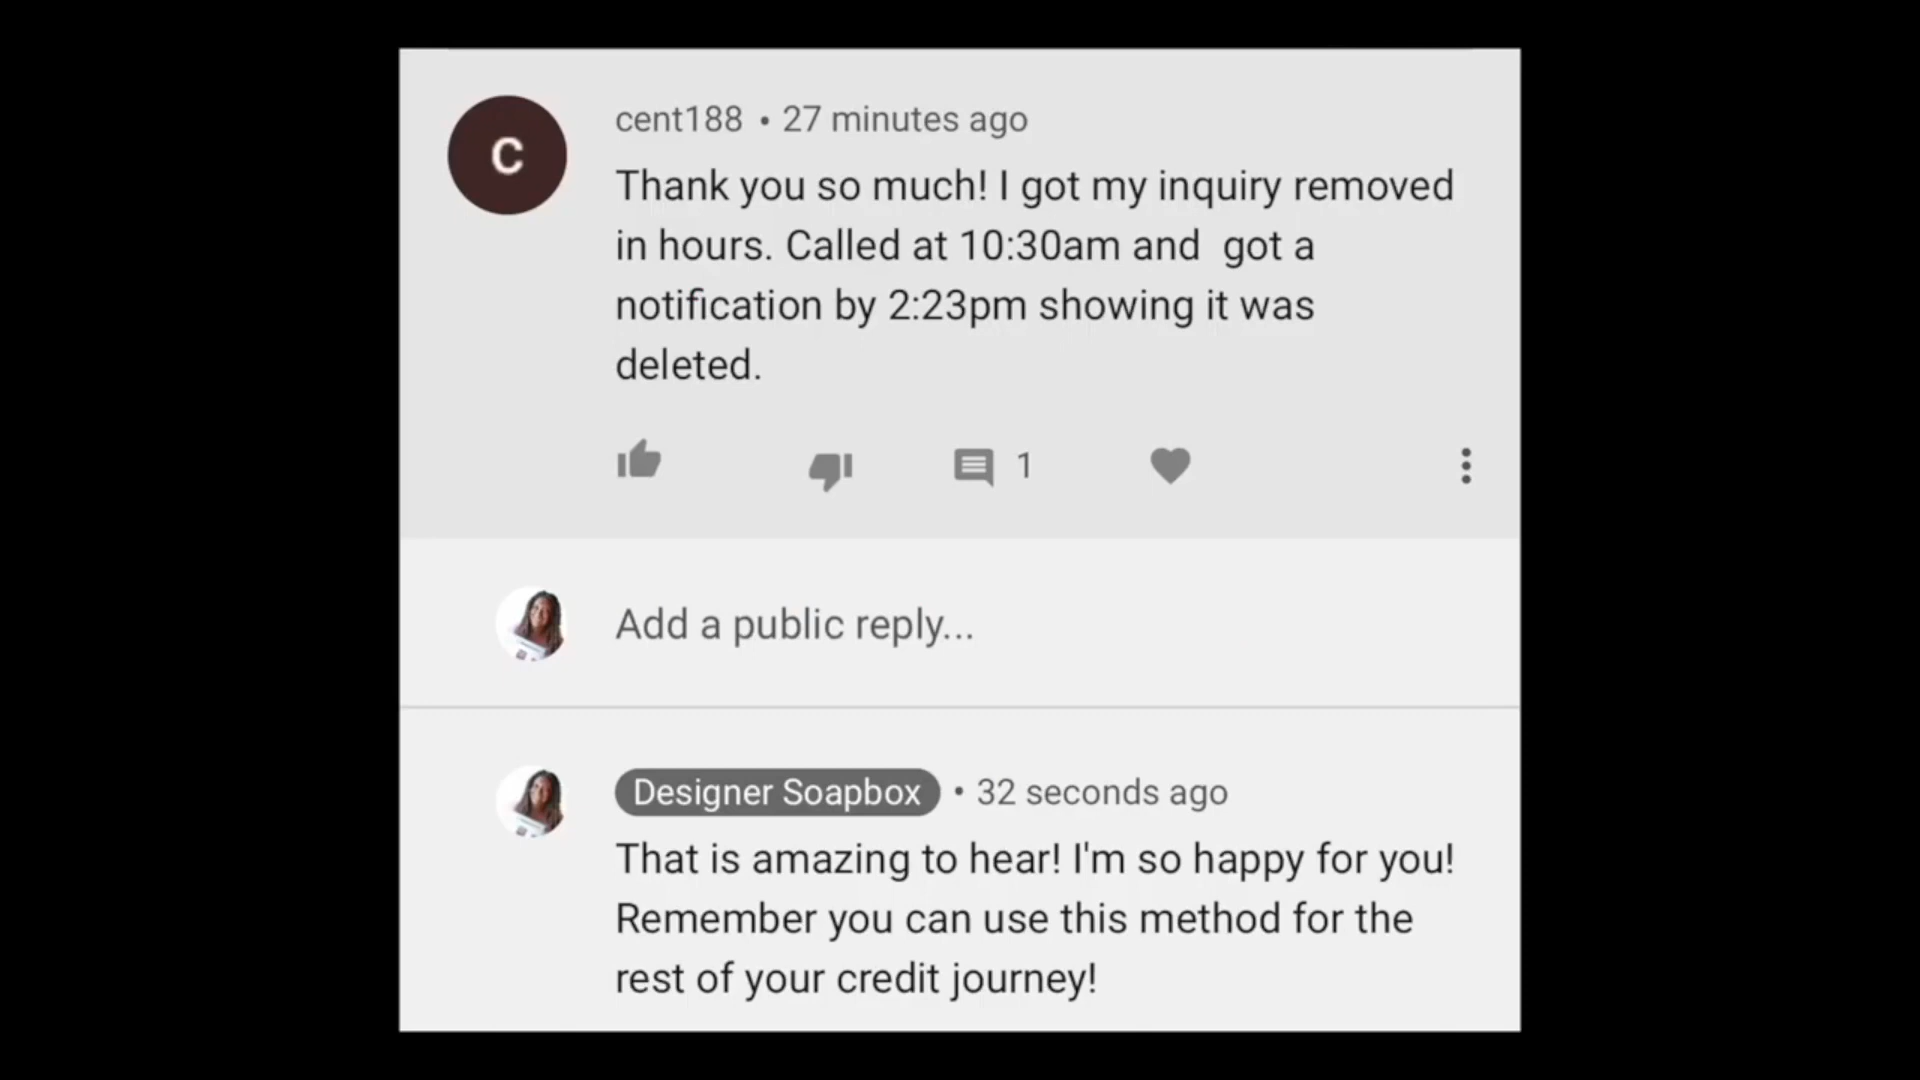 C
cent188 • 27 minutes ago
Thank you so much! I got my inquiry removed
in hours. Called at 10:30am and  got a
notification by 2:23pm showing it was
deleted.
1
Add a public reply...
Designer Soapbox • 32 seconds ago
That is amazing to hear! I'm so happy for you!
Remember you can use this method for the
rest of your credit journey!